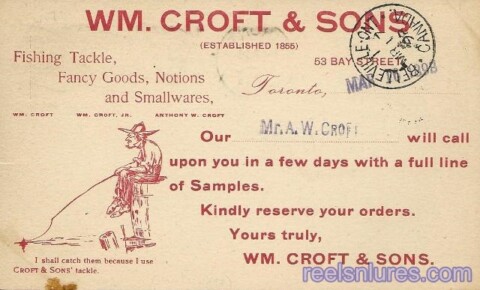 WM. CROFT & SONS
(ESTABLISHED 1855)
Fishing Tackle,
Fancy Goods, Notions
and Smallwares,
53 BAY STREET,
Toronto,
WM. CROFT WM. CROFT, JR. ANTHONY W. CROFT
BELLEVILLE·ONT.
CANADA
Our Mr. A. W. Croft will call
upon you in a few days with a full line
of Samples.
Kindly reserve your orders.
Yours truly,
WM. CROFT & SONS.
I shall catch them because I use
CROFT & SONS' tackle.
reelsnlures.com